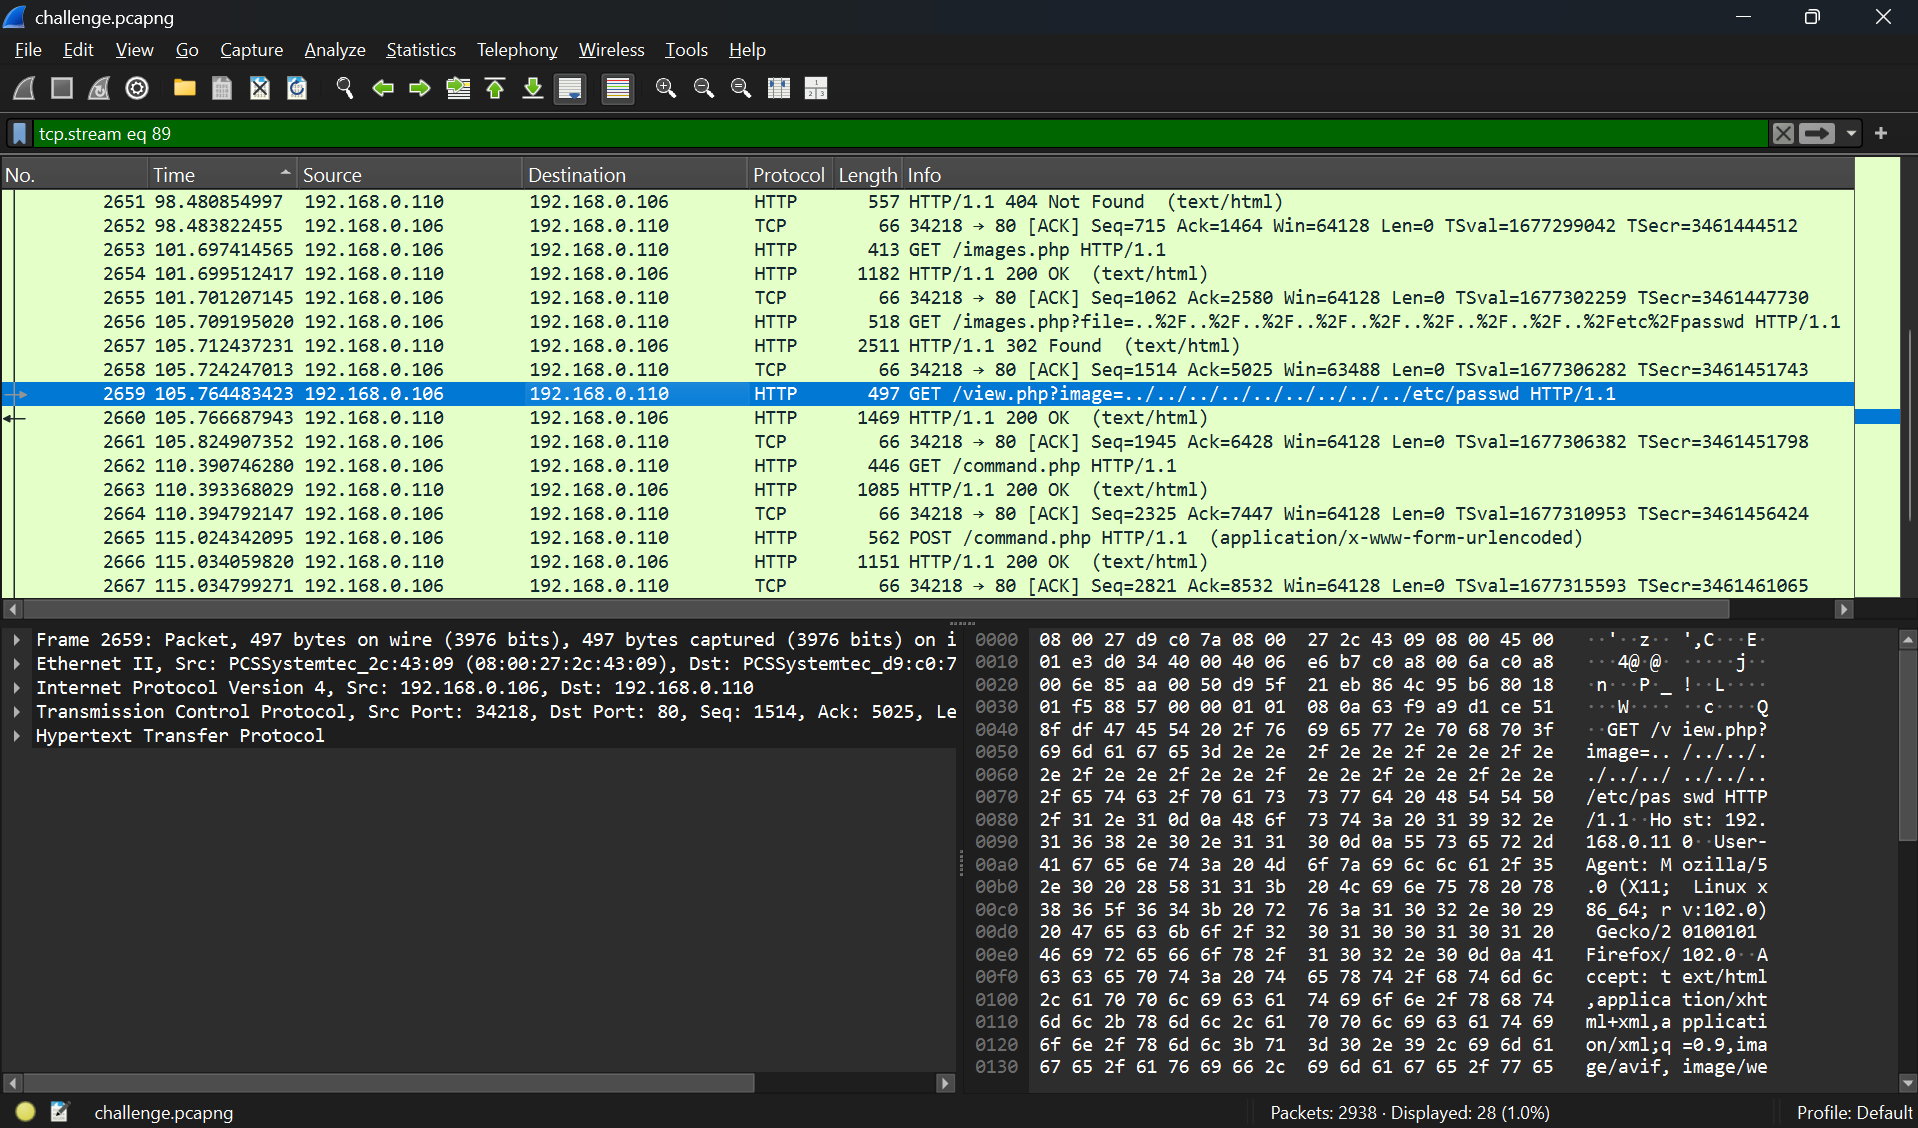 challenge.pcapng
File Edit View Go Capture Analyze Statistics Telephony Wireless Tools Help
tcp.stream eq 89
No. Time Source Destination Protocol Length Info
2651 98.480854997 192.168.0.110 192.168.0.106 HTTP 557 HTTP/1.1 404 Not Found (text/html)
2652 98.483822455 192.168.0.106 192.168.0.110 TCP 66 34218 → 80 [ACK] Seq=715 Ack=1464 Win=64128 Len=0 TSval=1677299042 TSecr=3461444512
2653 101.697414565 192.168.0.106 192.168.0.110 HTTP 413 GET /images.php HTTP/1.1
2654 101.699512417 192.168.0.110 192.168.0.106 HTTP 1182 HTTP/1.1 200 OK (text/html)
2655 101.701207145 192.168.0.106 192.168.0.110 TCP 66 34218 → 80 [ACK] Seq=1062 Ack=2580 Win=64128 Len=0 TSval=1677302259 TSecr=3461447730
2656 105.709195020 192.168.0.106 192.168.0.110 HTTP 518 GET /images.php?file=..%2F..%2F..%2F..%2F..%2F..%2F..%2F..%2Fetc%2Fpasswd HTTP/1.1
2657 105.712437231 192.168.0.110 192.168.0.106 HTTP 2511 HTTP/1.1 302 Found (text/html)
2658 105.724247013 192.168.0.106 192.168.0.110 TCP 66 34218 → 80 [ACK] Seq=1514 Ack=5025 Win=63488 Len=0 TSval=1677306282 TSecr=3461451743
2659 105.764483423 192.168.0.106 192.168.0.110 HTTP 497 GET /view.php?image=../../../../../../../../etc/passwd HTTP/1.1
2660 105.766687943 192.168.0.110 192.168.0.106 HTTP 1469 HTTP/1.1 200 OK (text/html)
2661 105.824907352 192.168.0.106 192.168.0.110 TCP 66 34218 → 80 [ACK] Seq=1945 Ack=6428 Win=64128 Len=0 TSval=1677306382 TSecr=3461451798
2662 110.390746280 192.168.0.106 192.168.0.110 HTTP 446 GET /command.php HTTP/1.1
2663 110.393368029 192.168.0.110 192.168.0.106 HTTP 1085 HTTP/1.1 200 OK (text/html)
2664 110.394792147 192.168.0.106 192.168.0.110 TCP 66 34218 → 80 [ACK] Seq=2325 Ack=7447 Win=64128 Len=0 TSval=1677310953 TSecr=3461456424
2665 115.024342095 192.168.0.106 192.168.0.110 HTTP 562 POST /command.php HTTP/1.1 (application/x-www-form-urlencoded)
2666 115.034059820 192.168.0.110 192.168.0.106 HTTP 1151 HTTP/1.1 200 OK (text/html)
2667 115.034799271 192.168.0.106 192.168.0.110 TCP 66 34218 → 80 [ACK] Seq=2821 Ack=8532 Win=64128 Len=0 TSval=1677315593 TSecr=3461461065
Frame 2659: Packet, 497 bytes on wire (3976 bits), 497 bytes captured (3976 bits) on i
Ethernet II, Src: PCSSystemtec_2c:43:09 (08:00:27:2c:43:09), Dst: PCSSystemtec_d9:c0:7
Internet Protocol Version 4, Src: 192.168.0.106, Dst: 192.168.0.110
Transmission Control Protocol, Src Port: 34218, Dst Port: 80, Seq: 1514, Ack: 5025, Le
Hypertext Transfer Protocol
0000 08 00 27 d9 c0 7a 08 00 27 2c 43 09 08 00 45 00 ··'··z·· ',C···E·
0010 01 e3 d0 34 40 00 40 06 e6 b7 c0 a8 00 6a c0 a8 ···4@·@· ·····j··
0020 00 6e 85 aa 00 50 d9 5f 21 eb 86 4c 95 b6 80 18 ·n···P·_ !··L····
0030 01 f5 88 57 00 00 01 01 08 0a 63 f9 a9 d1 ce 51 ···W···· ··c····Q
0040 8f df 47 45 54 20 2f 76 69 65 77 2e 70 68 70 3f ··GET /v iew.php?
0050 69 6d 61 67 65 3d 2e 2e 2f 2e 2e 2f 2e 2e 2f 2e image=.. /../../.
0060 2e 2f 2e 2e 2f 2e 2e 2f 2e 2e 2f 2e 2e 2f 2e 2e ./../../ ../../..
0070 2f 65 74 63 2f 70 61 73 73 77 64 20 48 54 54 50 /etc/pas swd HTTP
0080 2f 31 2e 31 0d 0a 48 6f 73 74 3a 20 31 39 32 2e /1.1··Ho st: 192.
0090 31 36 38 2e 30 2e 31 31 30 0d 0a 55 73 65 72 2d 168.0.11 0··User-
00a0 41 67 65 6e 74 3a 20 4d 6f 7a 69 6c 6c 61 2f 35 Agent: M ozilla/5
00b0 2e 30 20 28 58 31 31 3b 20 4c 69 6e 75 78 20 78 .0 (X11; Linux x
00c0 38 36 5f 36 34 3b 20 72 76 3a 31 30 32 2e 30 29 86_64; r v:102.0)
00d0 20 47 65 63 6b 6f 2f 32 30 31 30 30 31 30 31 20 Gecko/2 0100101
00e0 46 69 72 65 66 6f 78 2f 31 30 32 2e 30 0d 0a 41 Firefox/ 102.0··A
00f0 63 63 65 70 74 3a 20 74 65 78 74 2f 68 74 6d 6c ccept: t ext/html
0100 2c 61 70 70 6c 69 63 61 74 69 6f 6e 2f 78 68 74 ,applica tion/xht
0110 6d 6c 2b 78 6d 6c 2c 61 70 70 6c 69 63 61 74 69 ml+xml,a pplicati
0120 6f 6e 2f 78 6d 6c 3b 71 3d 30 2e 39 2c 69 6d 61 on/xml;q =0.9,ima
0130 67 65 2f 61 76 69 66 2c 69 6d 61 67 65 2f 77 65 ge/avif, image/we
challenge.pcapng Packets: 2938 · Displayed: 28 (1.0%) Profile: Default